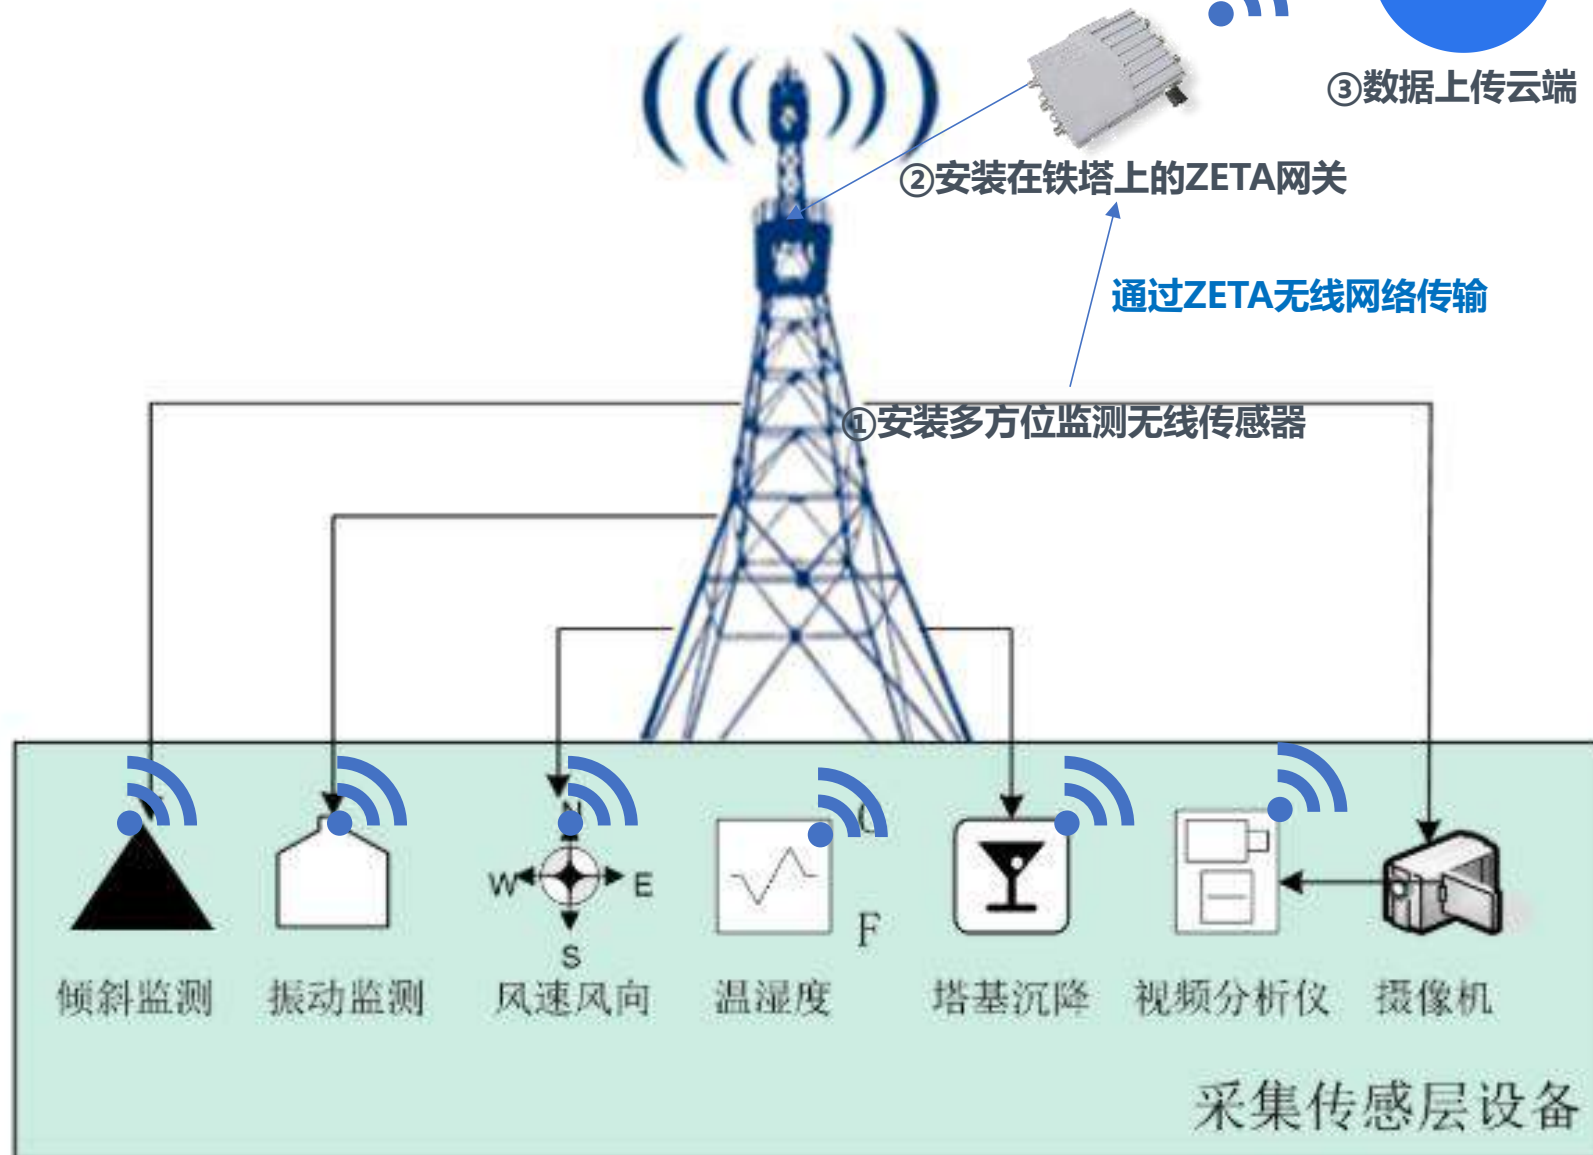 ③数据上传云端
②安装在铁塔上的ZETA网关
通过ZETA无线网络传输
①安装多方位监测无线传感器
N
W E
S
F
倾斜监测 振动监测 风速风向 温湿度 塔基沉降 视频分析仪 摄像机
采集传感层设备